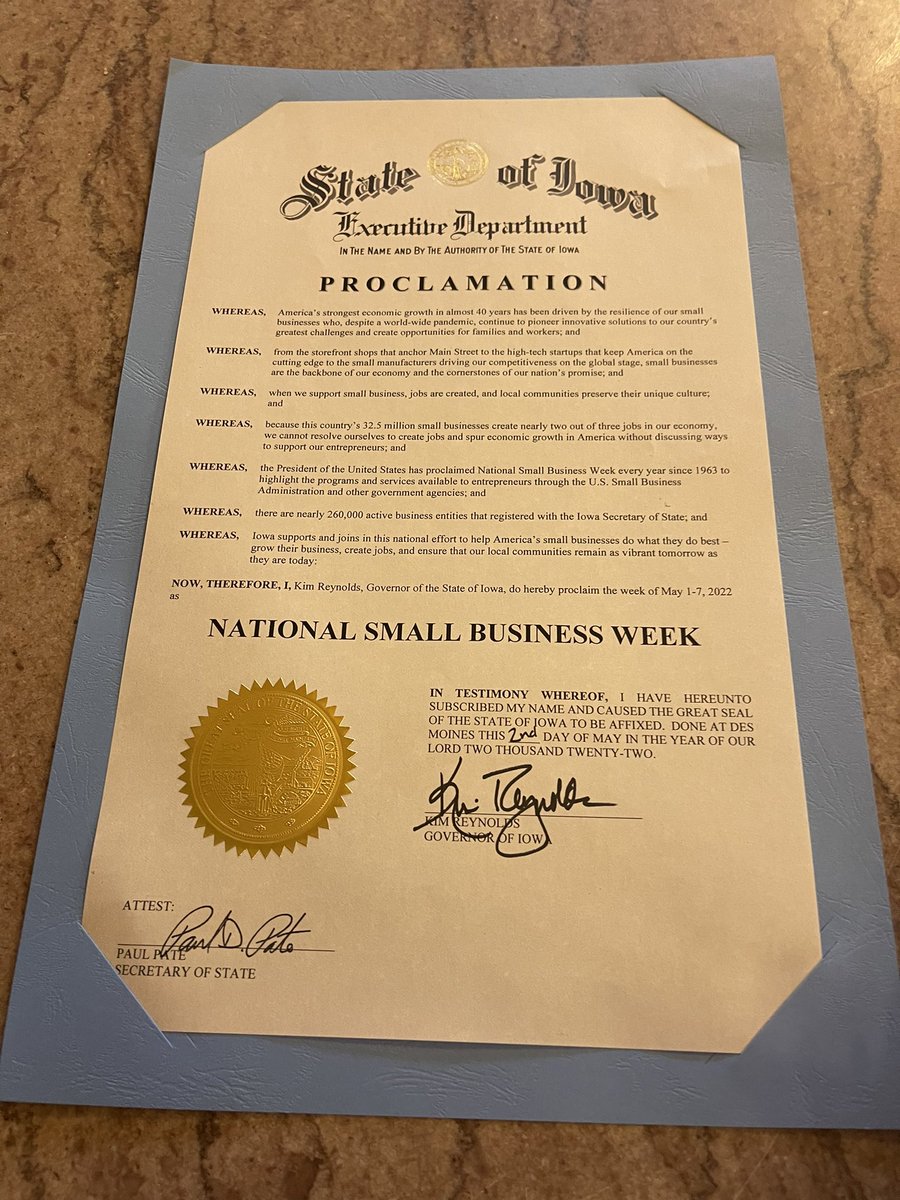 State of Iowa
Executive Department
IN THE NAME AND BY THE AUTHORITY OF THE STATE OF IOWA
PROCLAMATION
WHEREAS, America's strongest economic growth in almost 40 years has been driven by the resilience of our small
businesses who, despite a world-wide pandemic, continue to pioneer innovative solutions to our country's
greatest challenges and create opportunities for families and workers; and
WHEREAS, from the storefront shops that anchor Main Street to the high-tech startups that keep America on the
cutting edge to the small manufacturers driving our competitiveness on the global stage, small businesses
are the backbone of our economy and the cornerstones of our nation's promise; and
WHEREAS, when we support small business, jobs are created, and local communities preserve their unique culture;
and
WHEREAS, because this country's 32.5 million small businesses create nearly two out of three jobs in our economy,
we cannot resolve ourselves to create jobs and spur economic growth in America without discussing ways
to support our entrepreneurs; and
WHEREAS, the President of the United States has proclaimed National Small Business Week every year since 1963 to
highlight the programs and services available to entrepreneurs through the U.S. Small Business
Administration and other government agencies; and
WHEREAS, there are nearly 260,000 active business entities that registered with the Iowa Secretary of State; and
WHEREAS, Iowa supports and joins in this national effort to help America's small businesses do what they do best –
grow their business, create jobs, and ensure that our local communities remain as vibrant tomorrow as
they are today:
NOW, THEREFORE, I, Kim Reynolds, Governor of the State of Iowa, do hereby proclaim the week of May 1-7, 2022
as
NATIONAL SMALL BUSINESS WEEK
IN TESTIMONY WHEREOF, I HAVE HEREUNTO
SUBSCRIBED MY NAME AND CAUSED THE GREAT SEAL
OF THE STATE OF IOWA TO BE AFFIXED. DONE AT DES
MOINES THIS 2nd DAY OF MAY IN THE YEAR OF OUR
LORD TWO THOUSAND TWENTY-TWO.
Kim Reynolds
KIM REYNOLDS
GOVERNOR OF IOWA
THE GREAT SEAL OF THE STATE OF IOWA
ATTEST:
Paul D. Pate
PAUL PATE
SECRETARY OF STATE